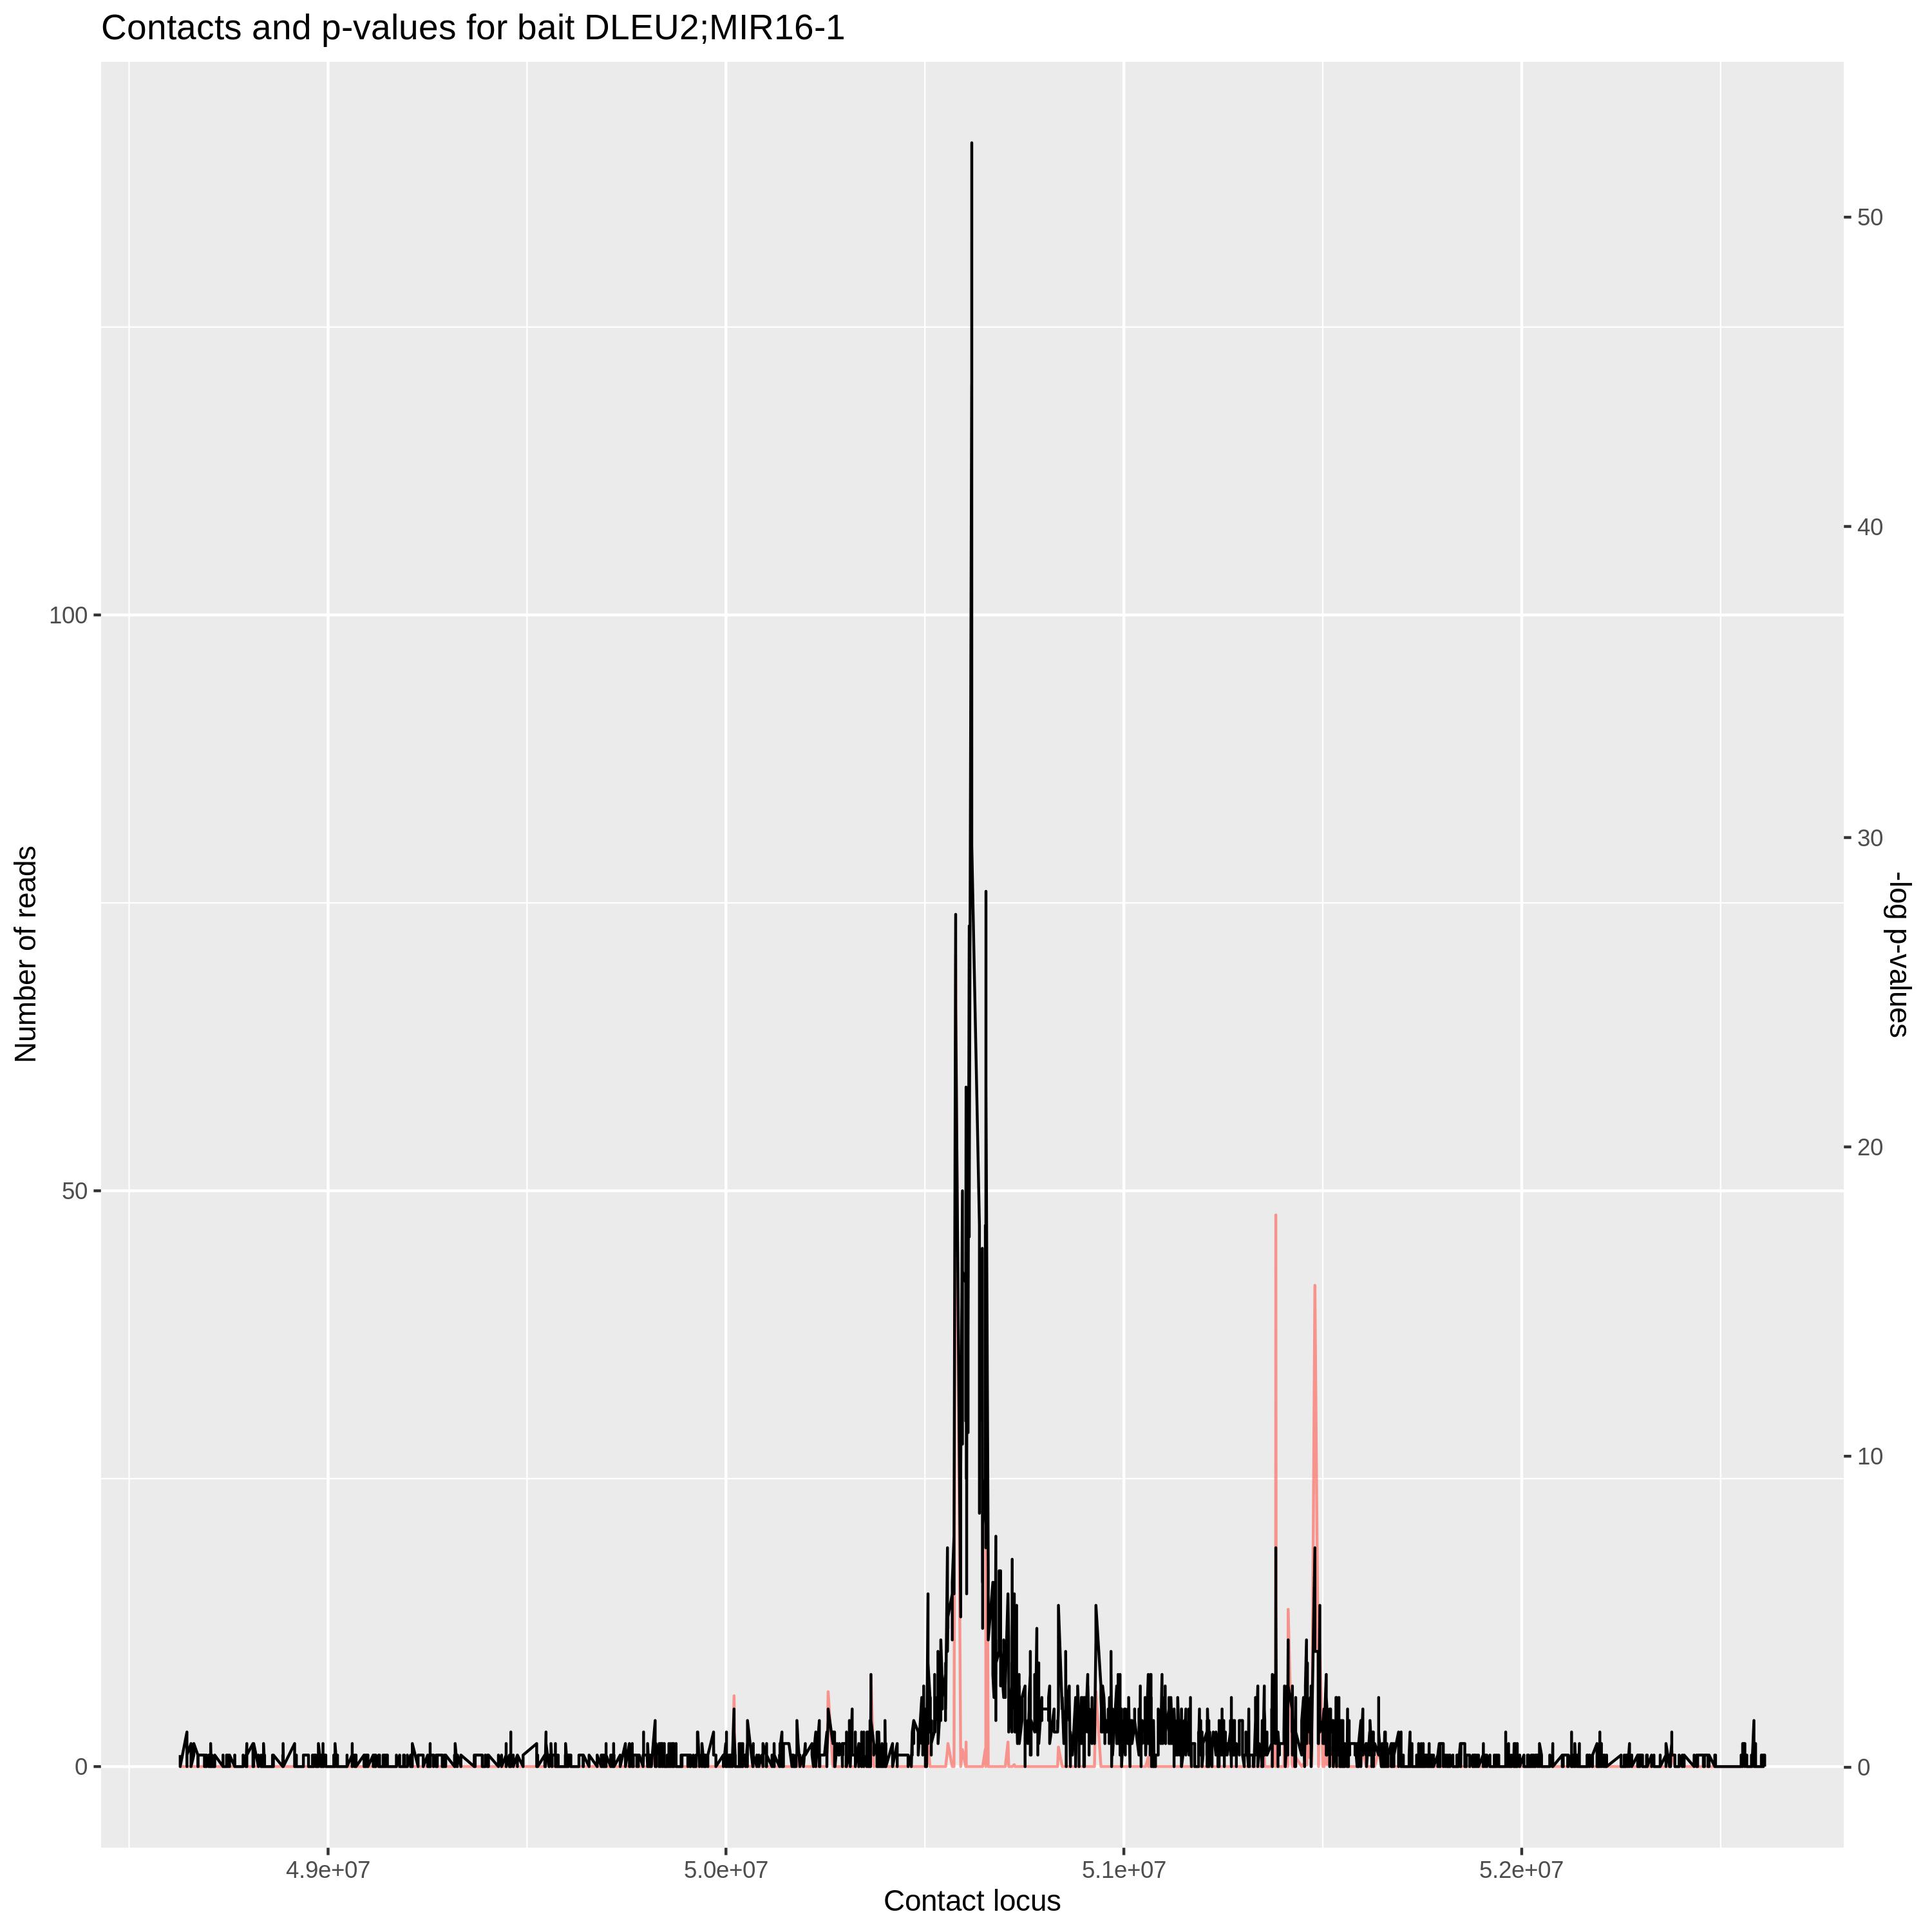 Contacts and p-values for bait DLEU2;MIR16-1
Number of reads
100
50
0
50
40
30
20
10
0
-log p-values
4.9e+07
5.0e+07
5.1e+07
5.2e+07
Contact locus